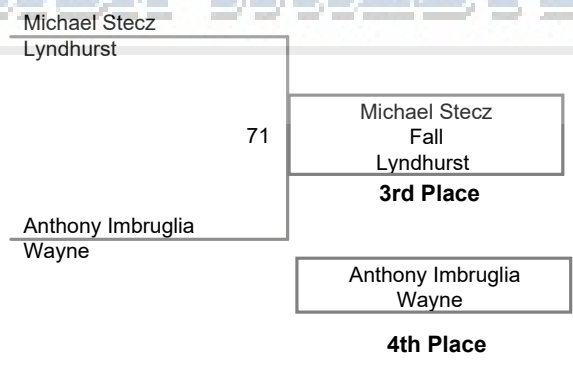 Michael Stecz
Lyndhurst
71
Michael Stecz
Fall
Lyndhurst
3rd Place
Anthony Imbruglia
Wayne
Anthony Imbruglia
Wayne
4th Place